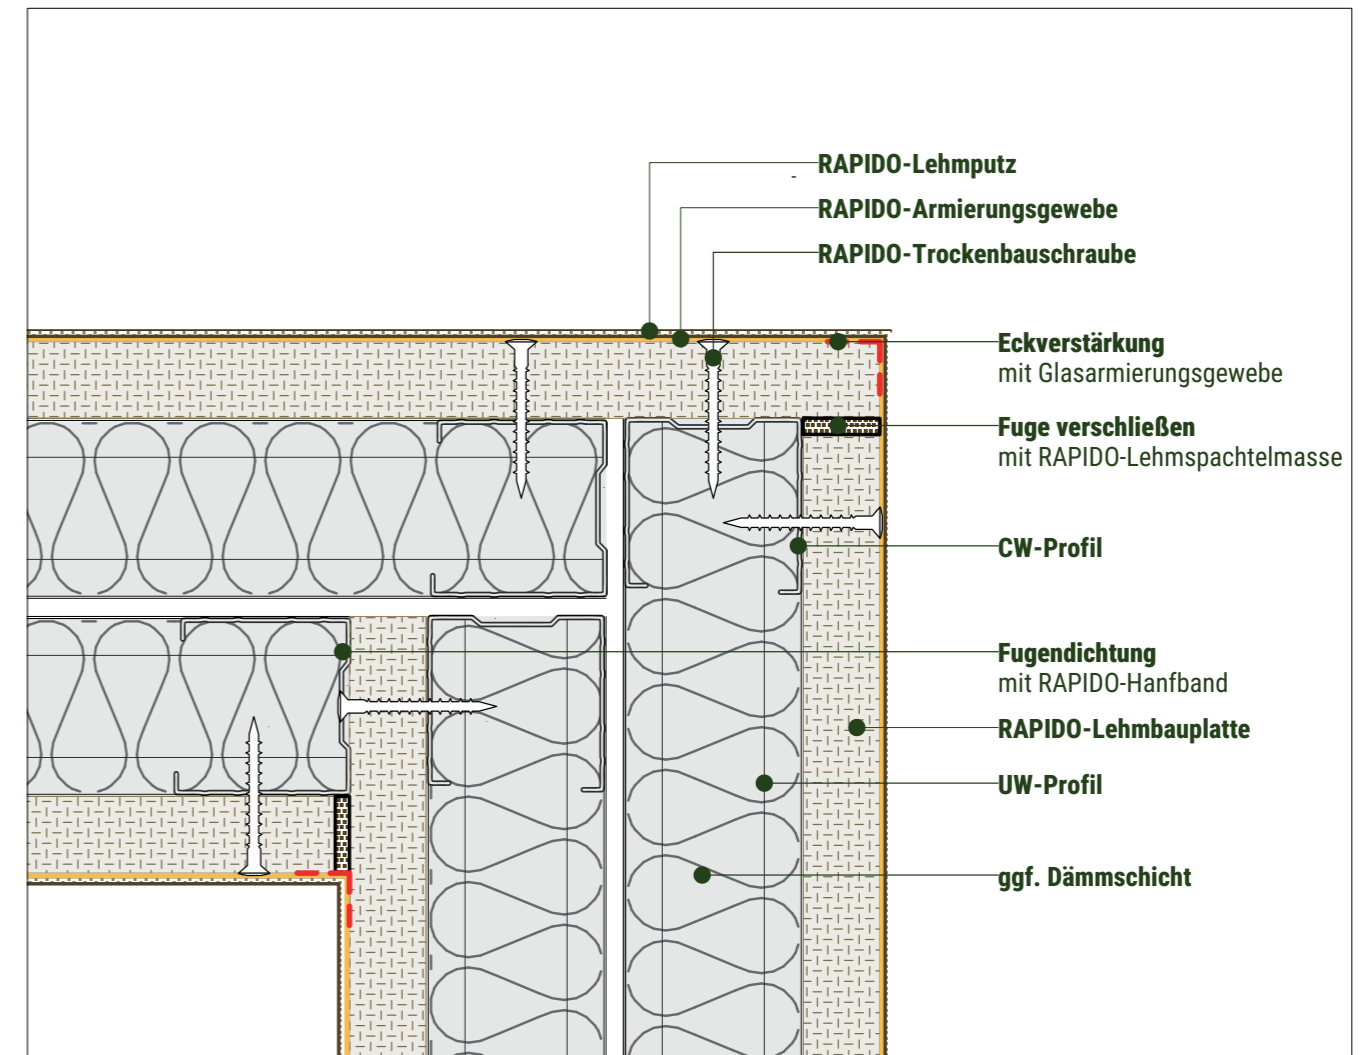 RAPIDO-Lehmputz
RAPIDO-Armierungsgewebe
RAPIDO-Trockenbauschraube
Eckverstärkung
mit Glasarmierungsgewebe
Fuge verschließen
mit RAPIDO-Lehmspachtelmasse
CW-Profil
Fugendichtung
mit RAPIDO-Hanfband
RAPIDO-Lehmbauplatte
UW-Profil
ggf. Dämmschicht